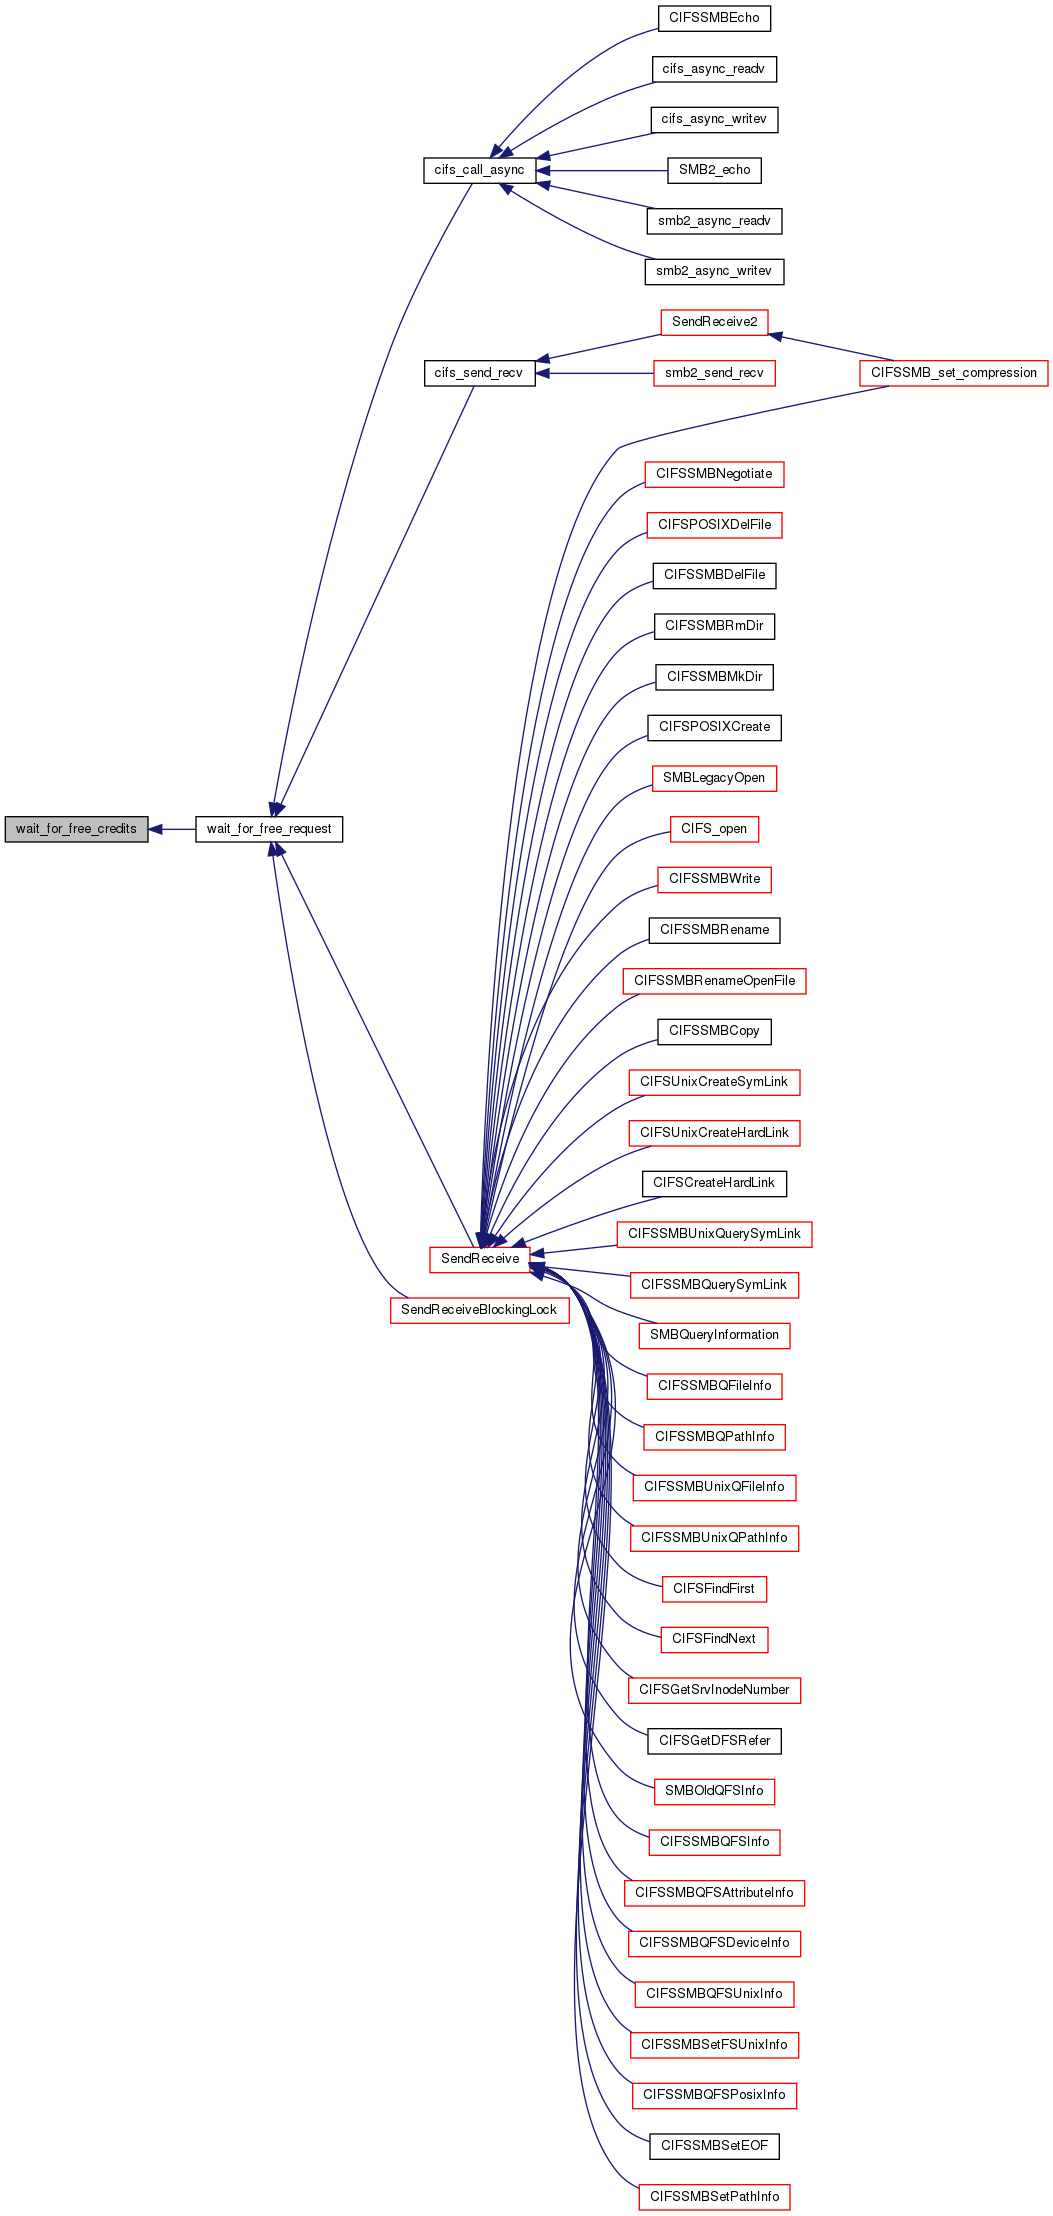 CIFSSMBEcho
cifs_async_readv
cifs_async_writev
cifs_call_async
SMB2_echo
smb2_async_readv
smb2_async_writev
SendReceive2
cifs_send_recv
smb2_send_recv
CIFSSMB_set_compression
CIFSSMBNegotiate
CIFSPOSIXDelFile
CIFSSMBDelFile
CIFSSMBRmDir
CIFSSMBMkDir
CIFSPOSIXCreate
SMBLegacyOpen
wait_for_free_credits
wait_for_free_request
CIFS_open
CIFSSMBWrite
CIFSSMBRename
CIFSSMBRenameOpenFile
CIFSSMBCopy
CIFSUnixCreateSymLink
CIFSUnixCreateHardLink
CIFSCreateHardLink
CIFSSMBUnixQuerySymLink
SendReceive
CIFSSMBQuerySymLink
SendReceiveBlockingLock
SMBQueryInformation
CIFSSMBQFileInfo
CIFSSMBQPathInfo
CIFSSMBUnixQFileInfo
CIFSSMBUnixQPathInfo
CIFSFindFirst
CIFSFindNext
CIFSGetSrvInodeNumber
CIFSGetDFSRefer
SMBOldQFSInfo
CIFSSMBQFSInfo
CIFSSMBQFSAttributeInfo
CIFSSMBQFSDeviceInfo
CIFSSMBQFSUnixInfo
CIFSSMBSetFSUnixInfo
CIFSSMBQFSPosixInfo
CIFSSMBSetEOF
CIFSSMBSetPathInfo